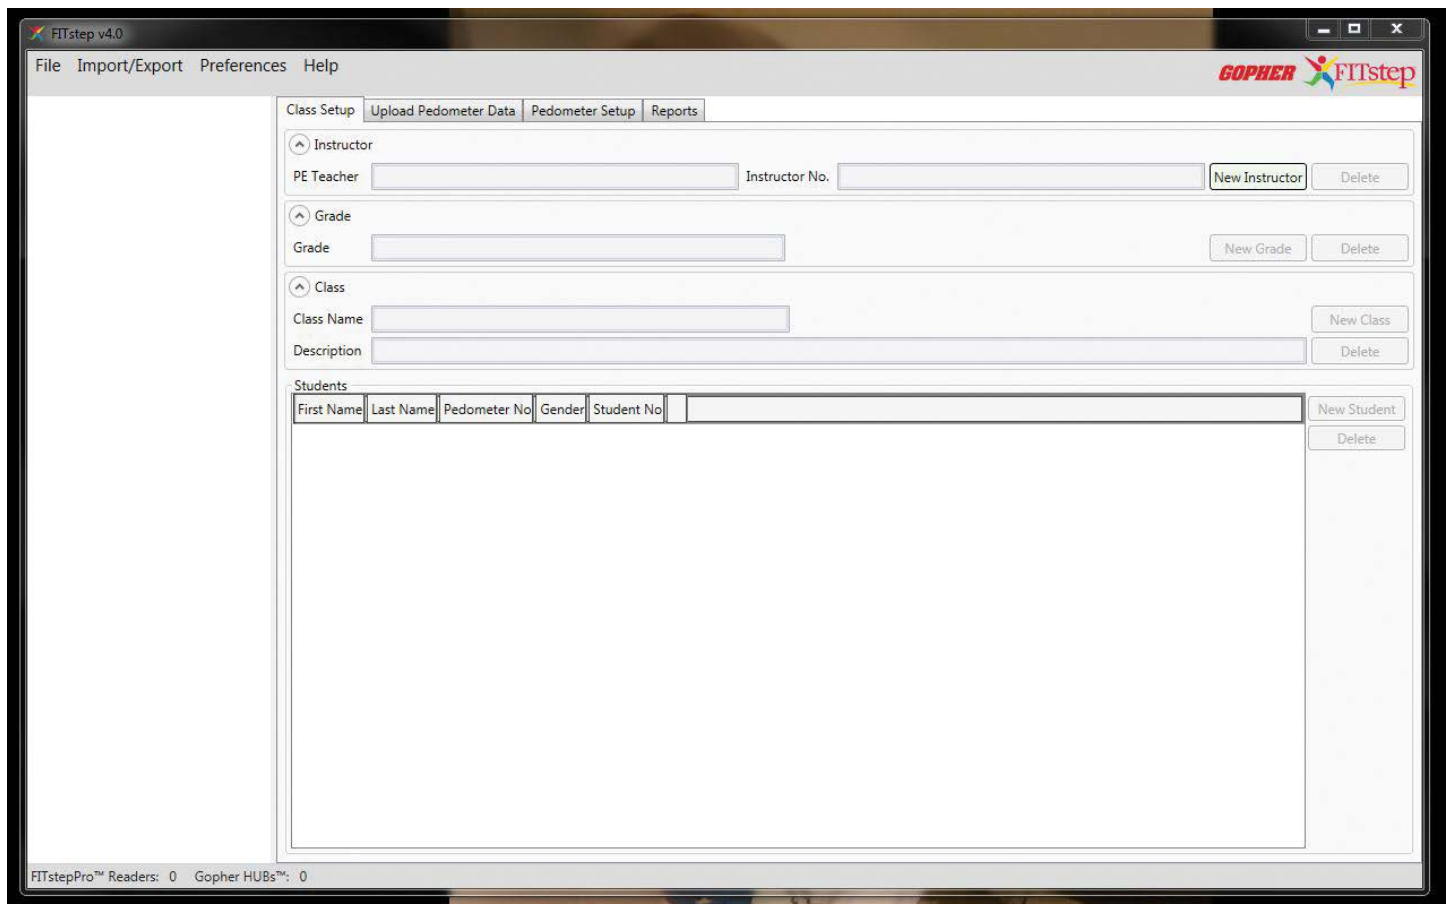 FITstep v4.0
File Import/Export Preferences Help
GOPHER FITstep
Class Setup Upload Pedometer Data Pedometer Setup Reports
Instructor
PE Teacher Instructor No. New Instructor Delete
Grade
Grade New Grade Delete
Class
Class Name New Class
Description Delete
Students
First Name Last Name Pedometer No Gender Student No New Student
Delete
FITstepPro™ Readers: 0 Gopher HUBs™: 0